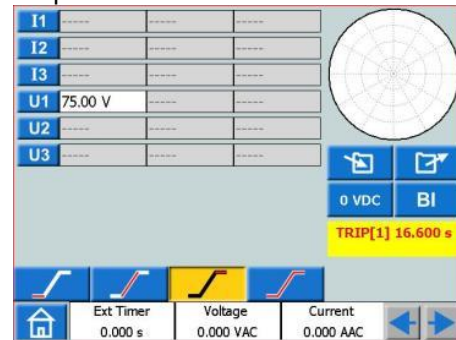 I1 ----- ----- -----
I2 ----- ----- -----
I3 ----- ----- -----
U1 75.00 V ----- -----
U2 ----- ----- -----
U3 ----- ----- -----
0 VDC BI
TRIP[1] 16.600 s
Ext Timer Voltage Current
0.000 s 0.000 VAC 0.000 AAC